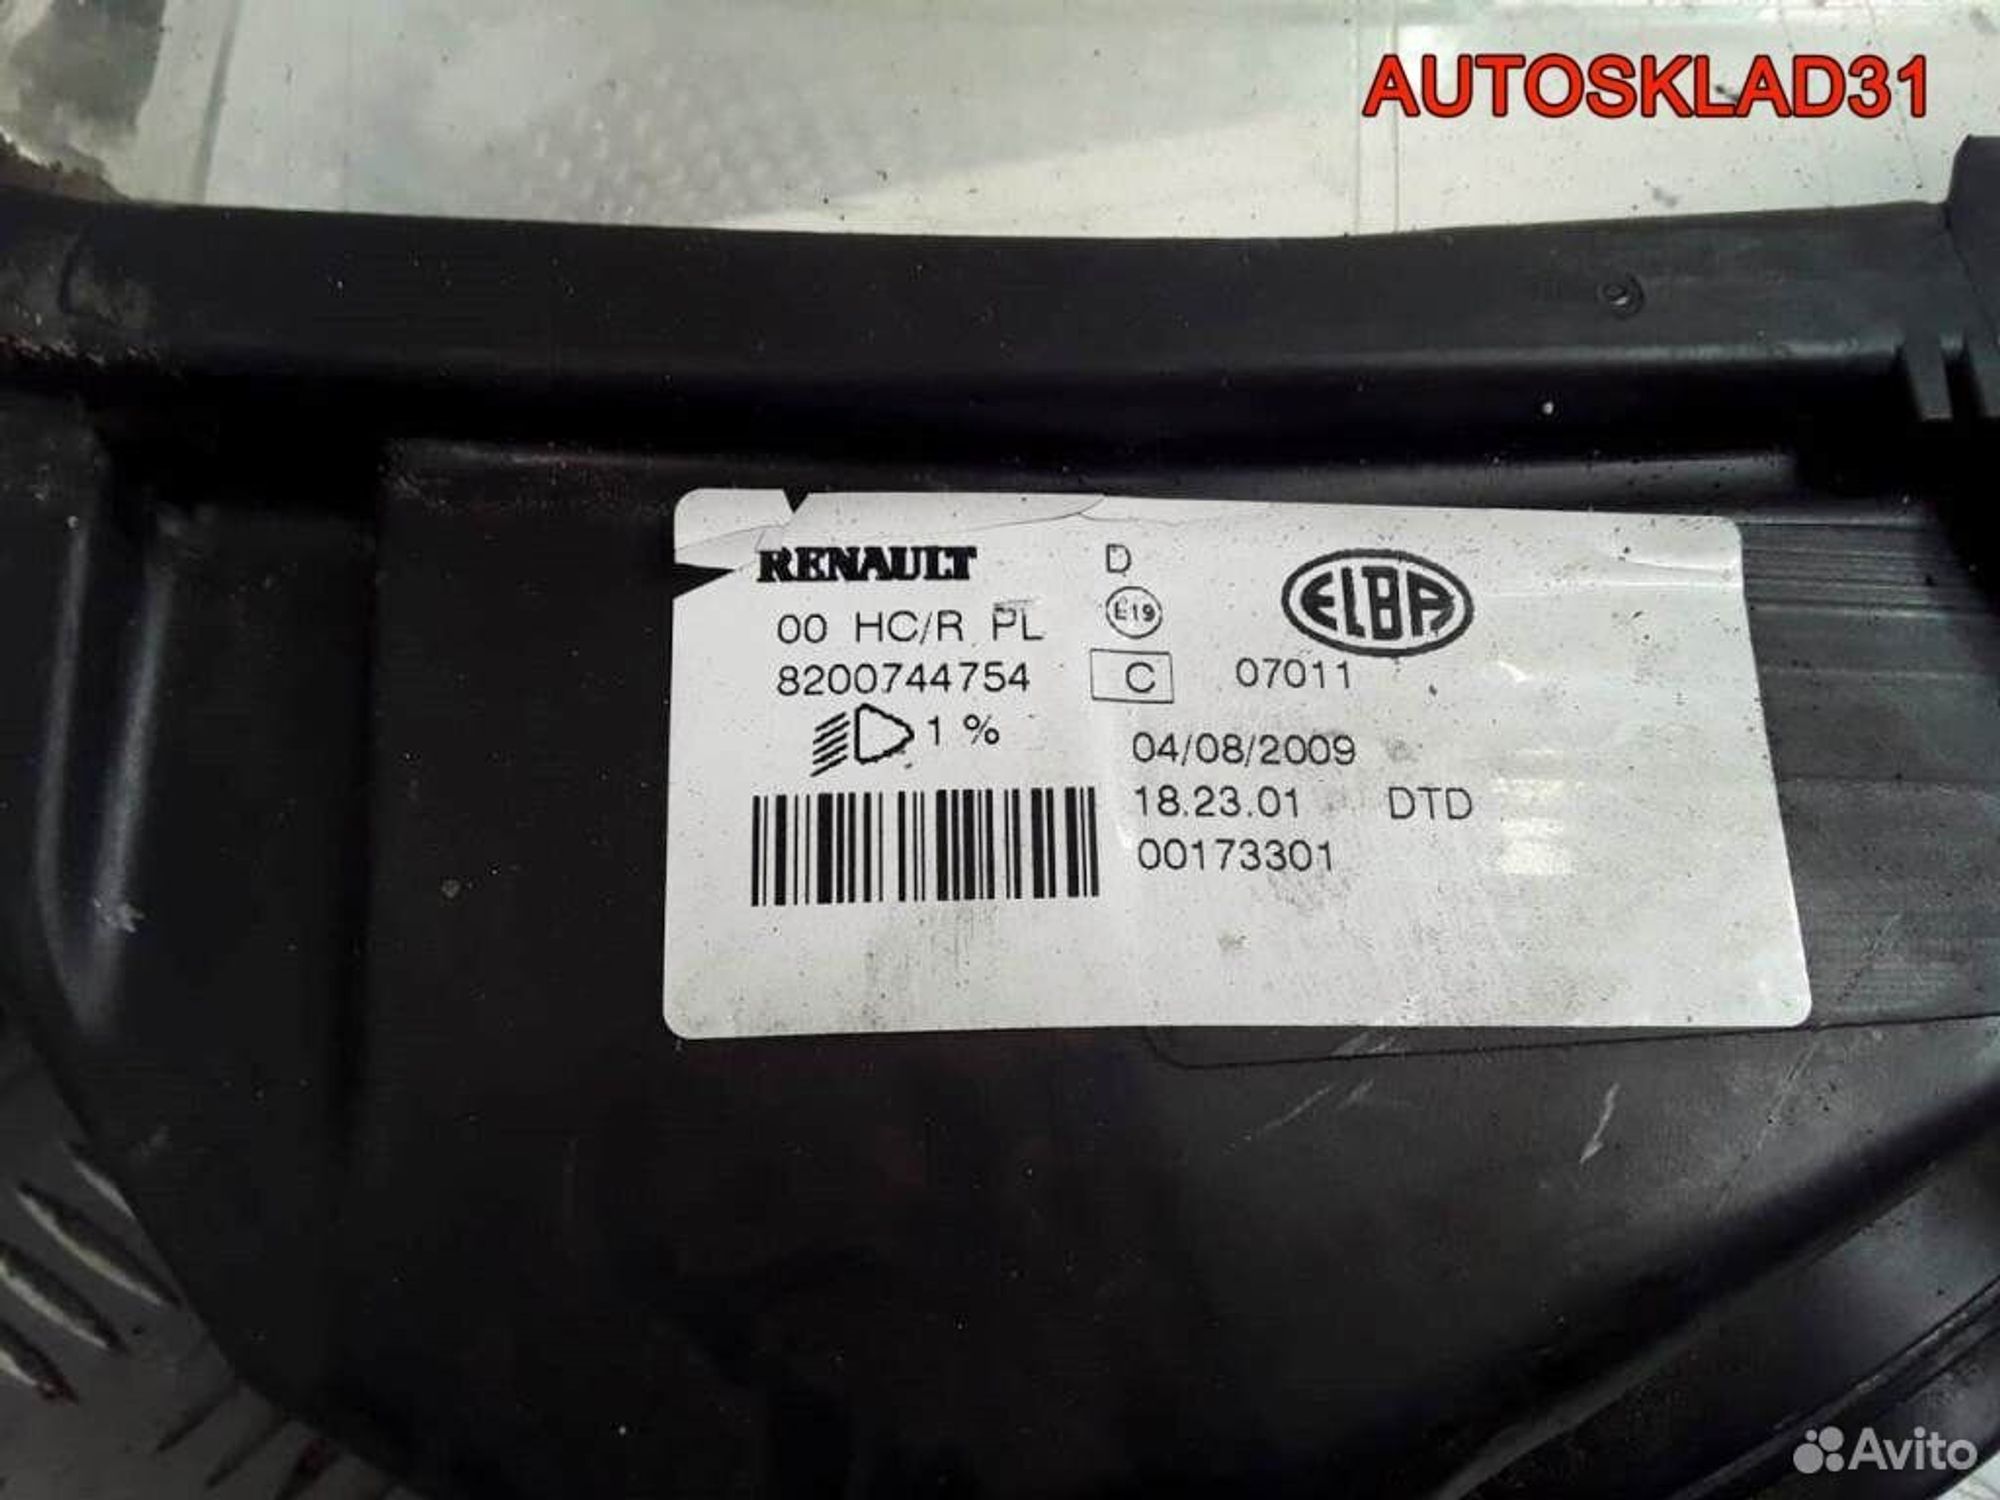 AUTOSKLAD31
RENAULT D
E19
ELBA
00 HC/R PL
8200744754 C 07011
1 %
04/08/2009
18.23.01 DTD
00173301
Avito